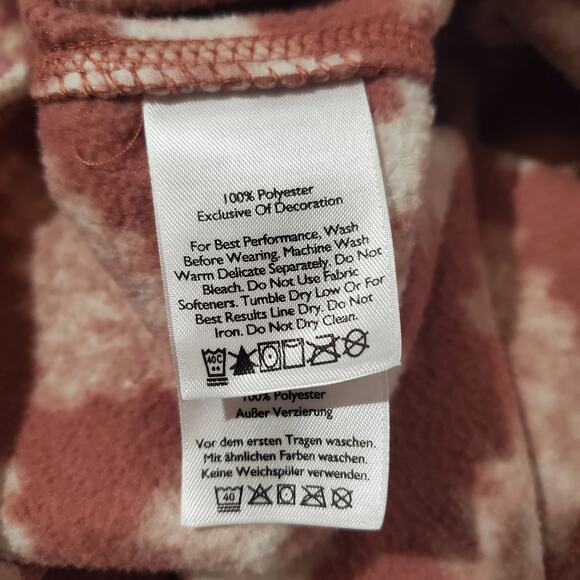 100% Polyester
Exclusive Of Decoration
For Best Performance, Wash
Before Wearing. Machine Wash
Warm Delicate Separately. Do Not
Bleach. Do Not Use Fabric
Softeners. Tumble Dry Low Or For
Best Results Line Dry. Do Not
Iron. Do Not Dry Clean.
40C
100% Polyester
Außer Verzierung
Vor dem ersten Tragen waschen.
Mit ähnlichen Farben waschen.
Keine Weichspüler verwenden.
40